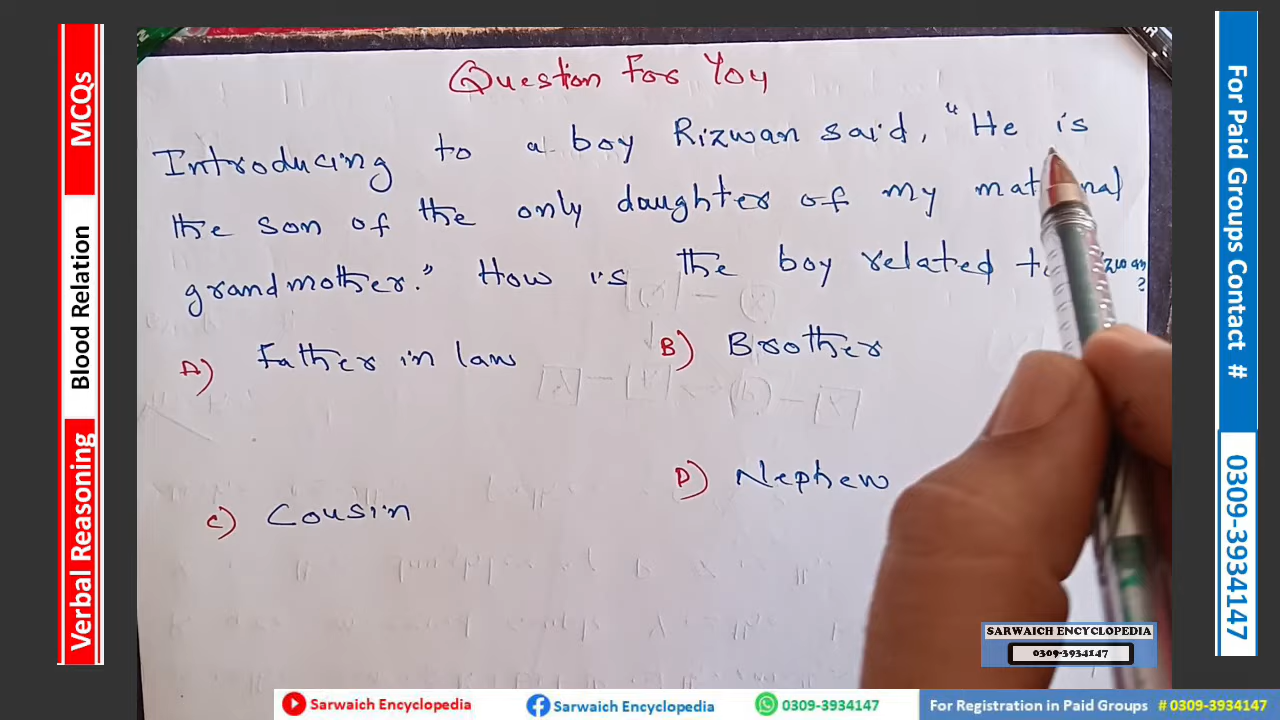 Question For You
Introducing to a boy Rizwan said, "He is
the son of the only daughter of my
grandmother." How is the boy related
?
A) Father in law
B) Brother
C) Cousin
D) Nephew
MCQs
Blood Relation
Verbal Reasoning
For Paid Groups Contact #
0309-3934147
SARWAICH ENCYCLOPEDIA
0309-3934147
Sarwaich Encyclopedia
Sarwaich Encyclopedia
0309-3934147
For Registration in Paid Groups # 0309-3934147